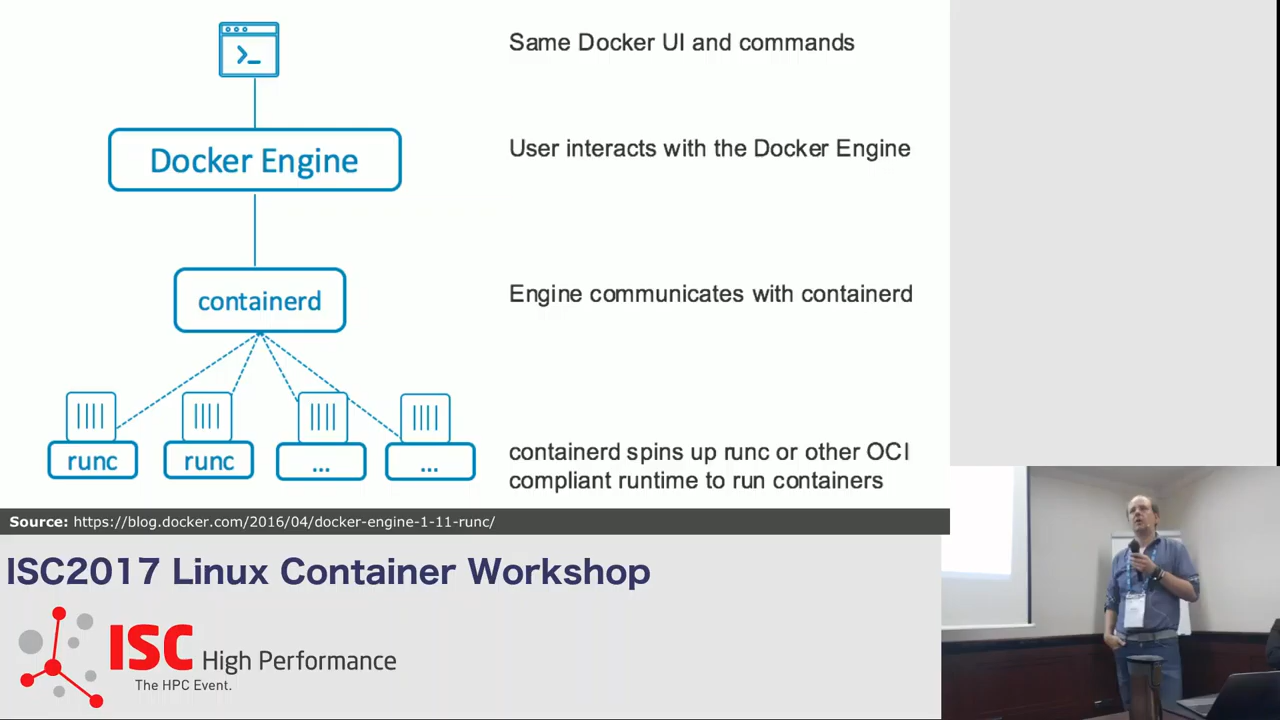 >_
Same Docker UI and commands
Docker Engine
User interacts with the Docker Engine
containerd
Engine communicates with containerd
runc
runc
...
...
containerd spins up runc or other OCI
compliant runtime to run containers
Source: https://blog.docker.com/2016/04/docker-engine-1-11-runc/
ISC2017 Linux Container Workshop
ISC High Performance
The HPC Event.